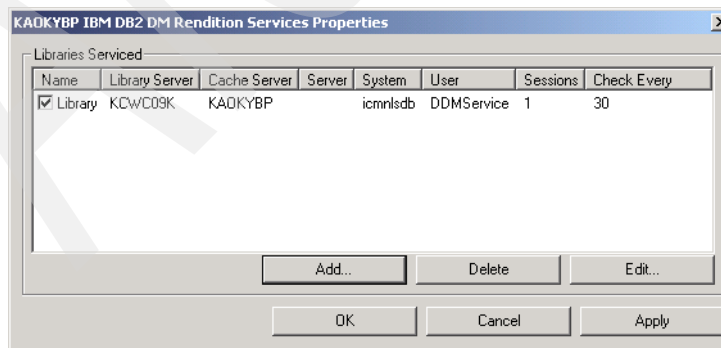 KAOKYBP IBM DB2 DM Rendition Services Properties
Libraries Serviced
Name Library Server Cache Server Server System User Sessions Check Every
Library KCWC09K KAOKYBP icmnlsdb DDMService 1 30
Add... Delete Edit...
OK Cancel Apply